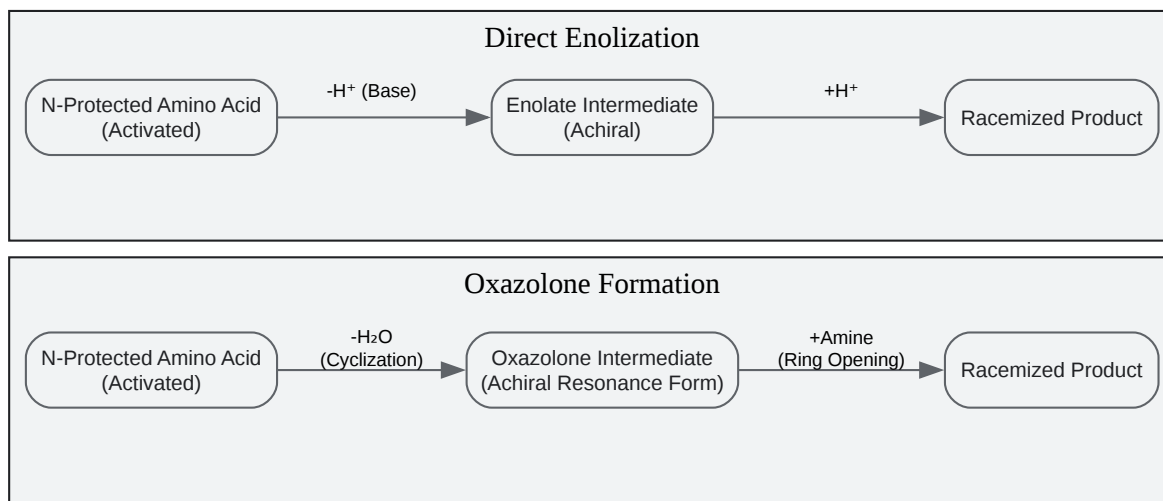 Direct Enolization
N-Protected Amino Acid
(Activated)
-H⁺ (Base)
Enolate Intermediate
(Achiral)
+H⁺
Racemized Product
Oxazolone Formation
N-Protected Amino Acid
(Activated)
-H₂O
(Cyclization)
Oxazolone Intermediate
(Achiral Resonance Form)
+Amine
(Ring Opening)
Racemized Product